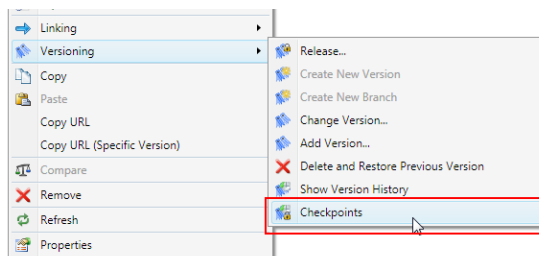 Linking
Versioning
Copy
Paste
Copy URL
Copy URL (Specific Version)
Compare
Remove
Refresh
Properties
Release...
Create New Version
Create New Branch
Change Version...
Add Version...
Delete and Restore Previous Version
Show Version History
Checkpoints